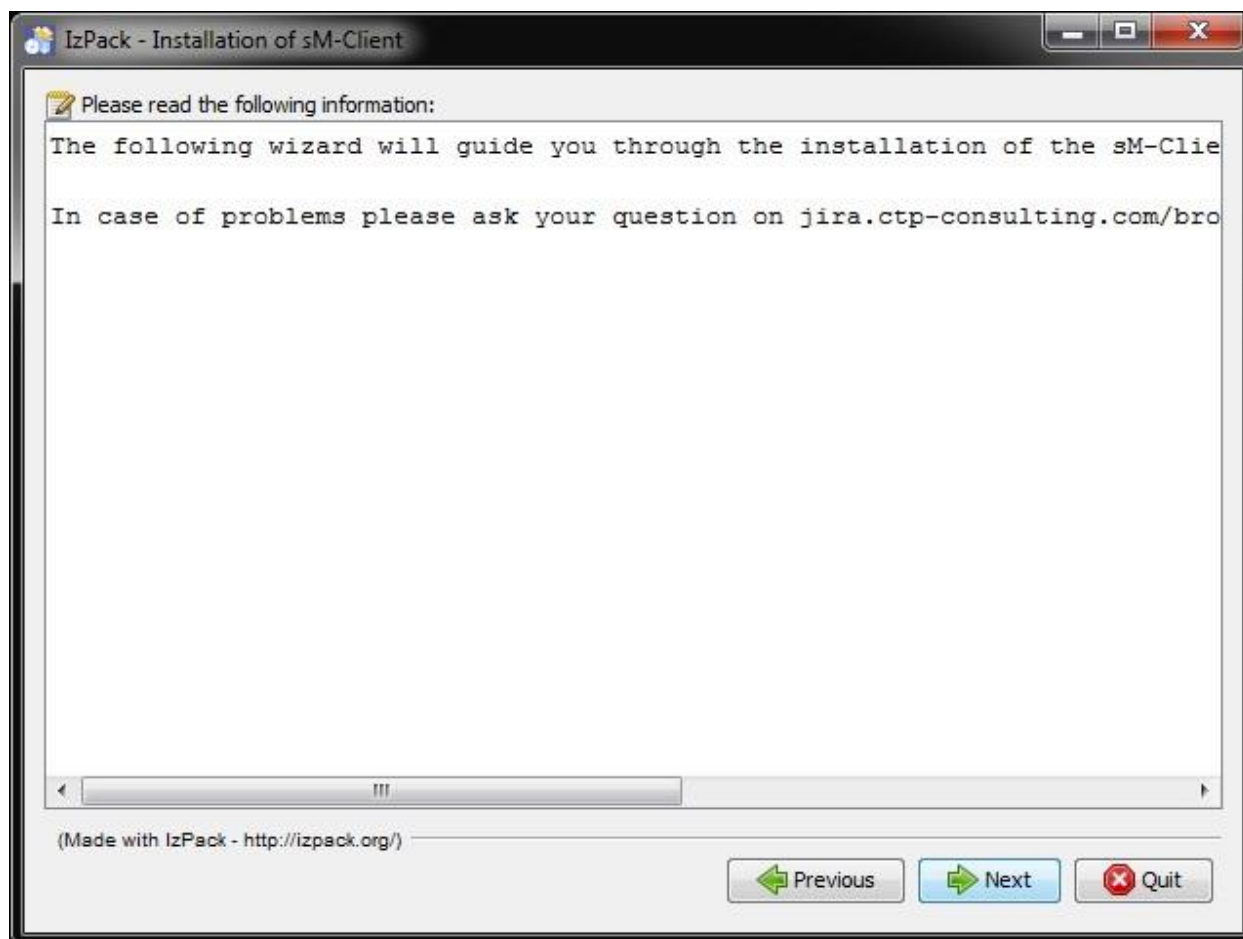 IzPack - Installation of sM-Client
Please read the following information:
The following wizard will guide you through the installation of the sM-Clie
In case of problems please ask your question on jira.ctp-consulting.com/bro
(Made with IzPack - http://izpack.org/)
Previous Next Quit